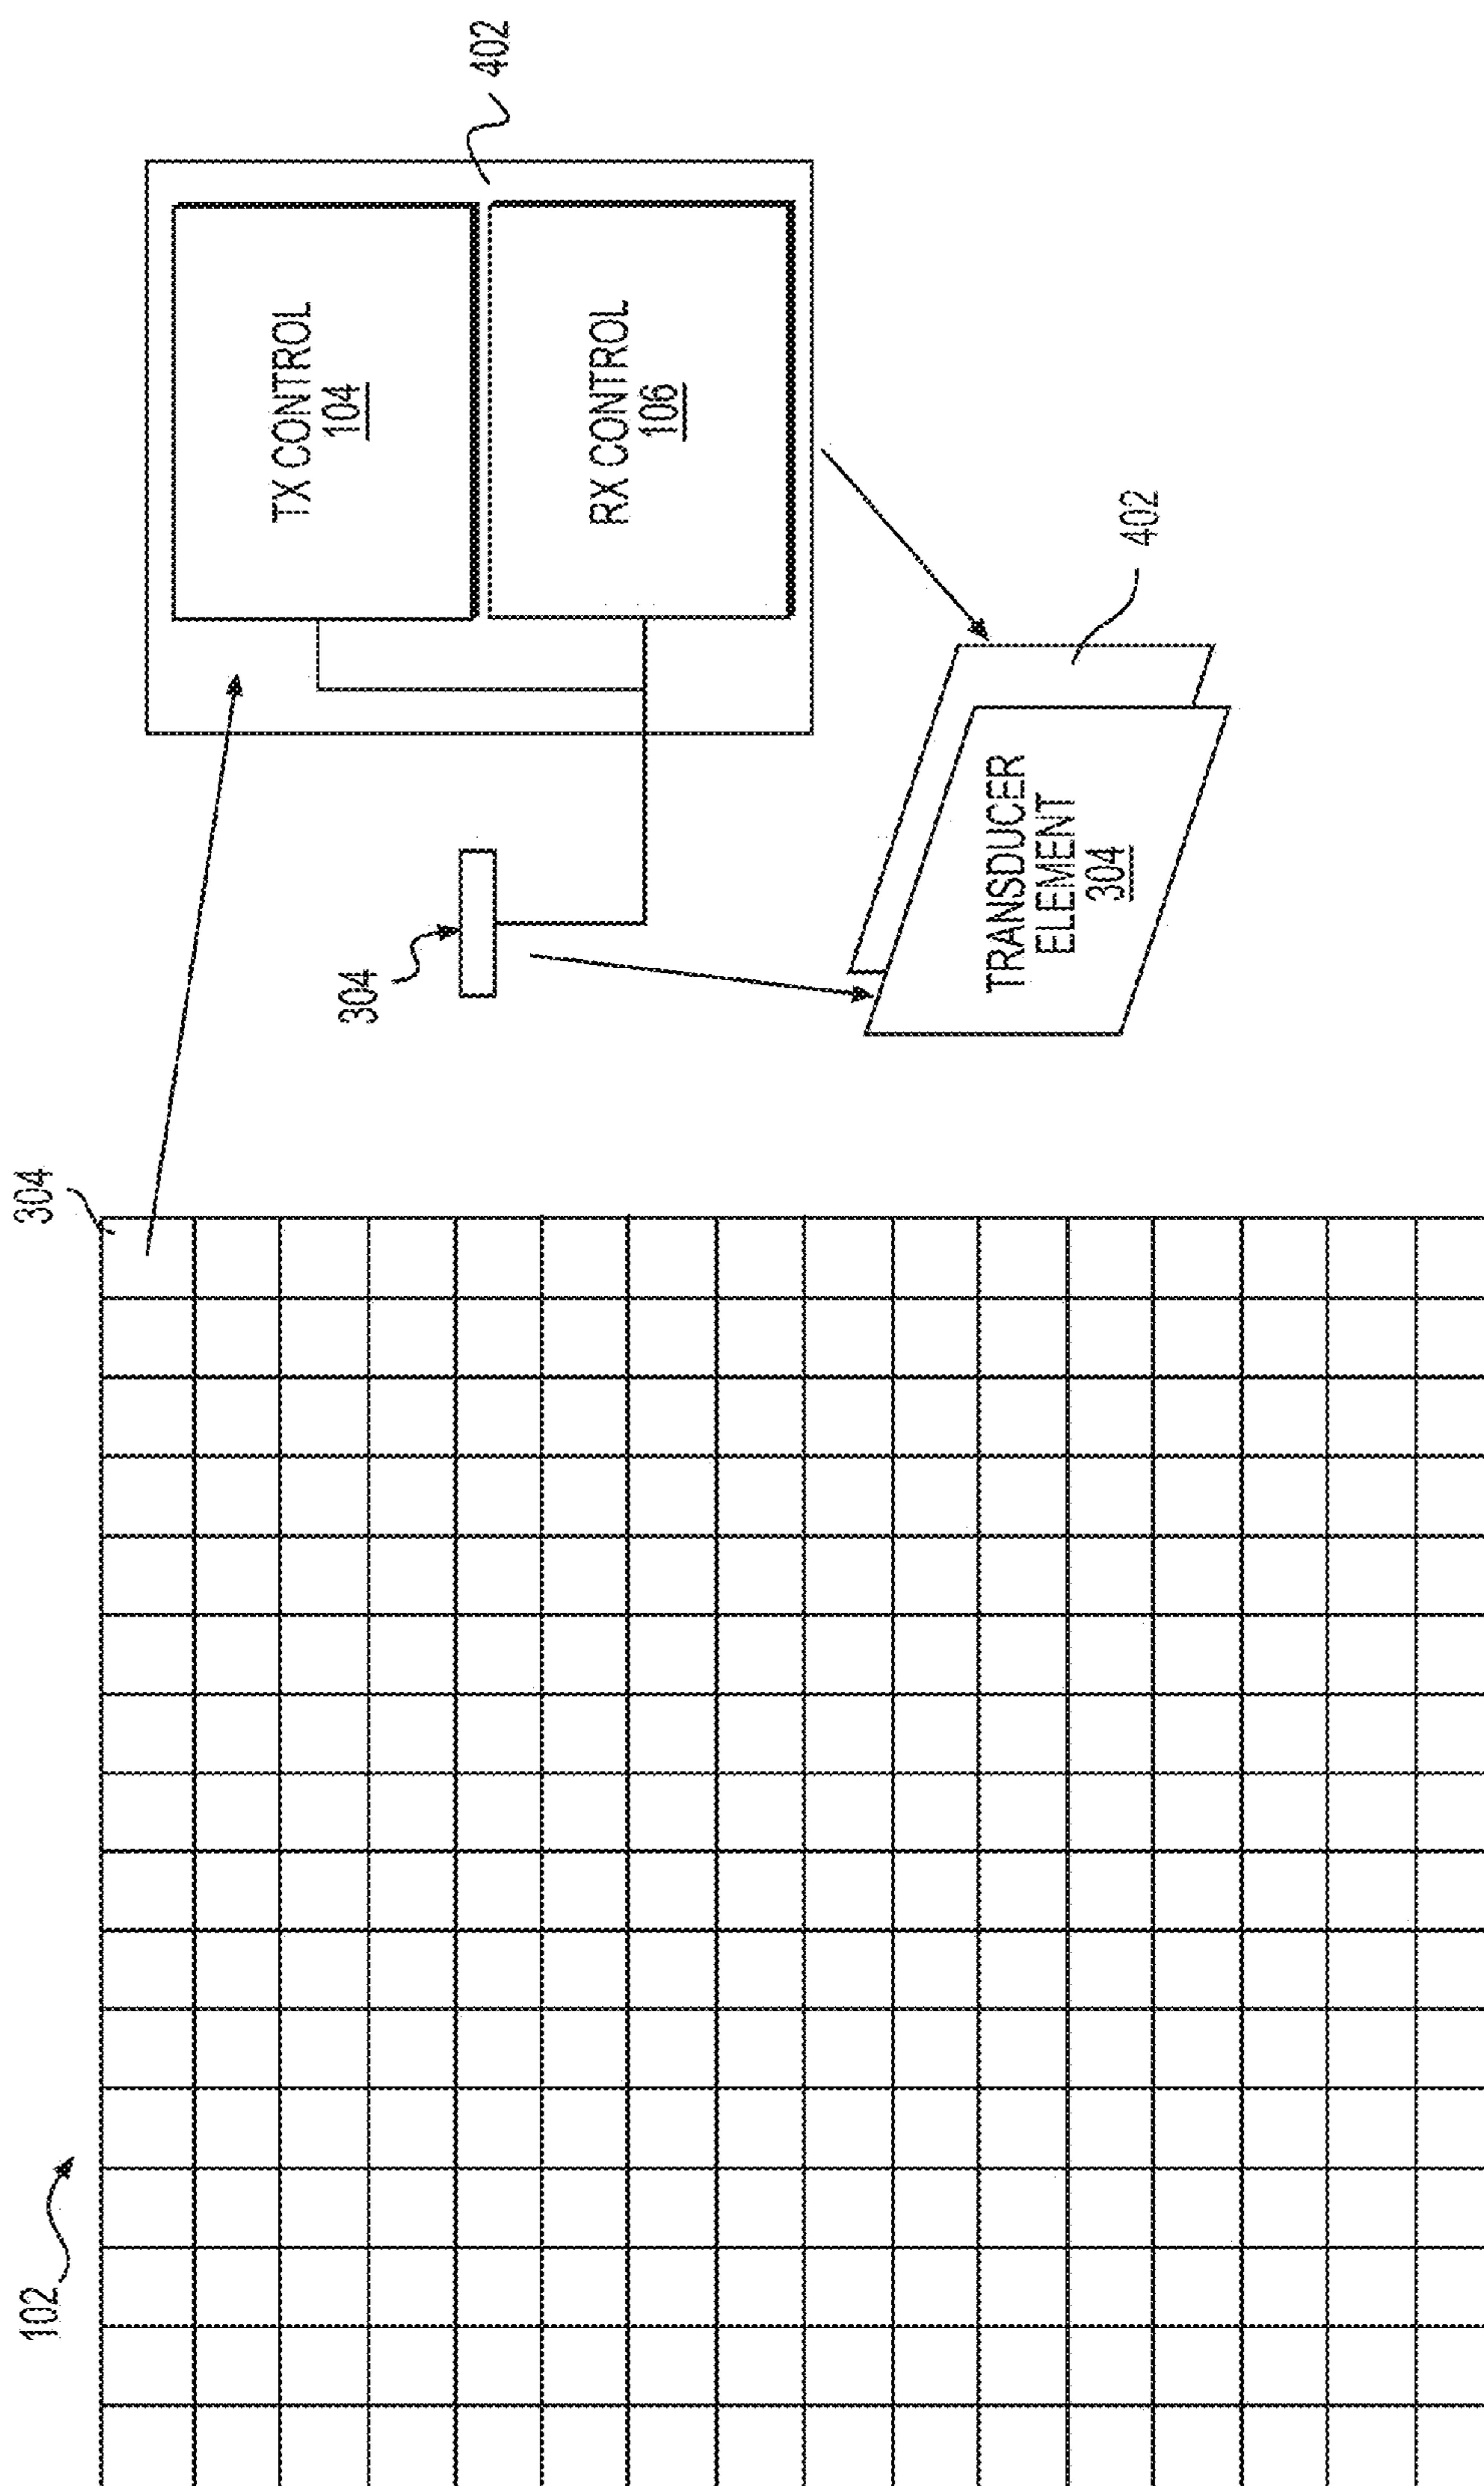 102
304
304
TX CONTROL
104
RX CONTROL
106
402
TRANSDUCER
ELEMENT
304
402